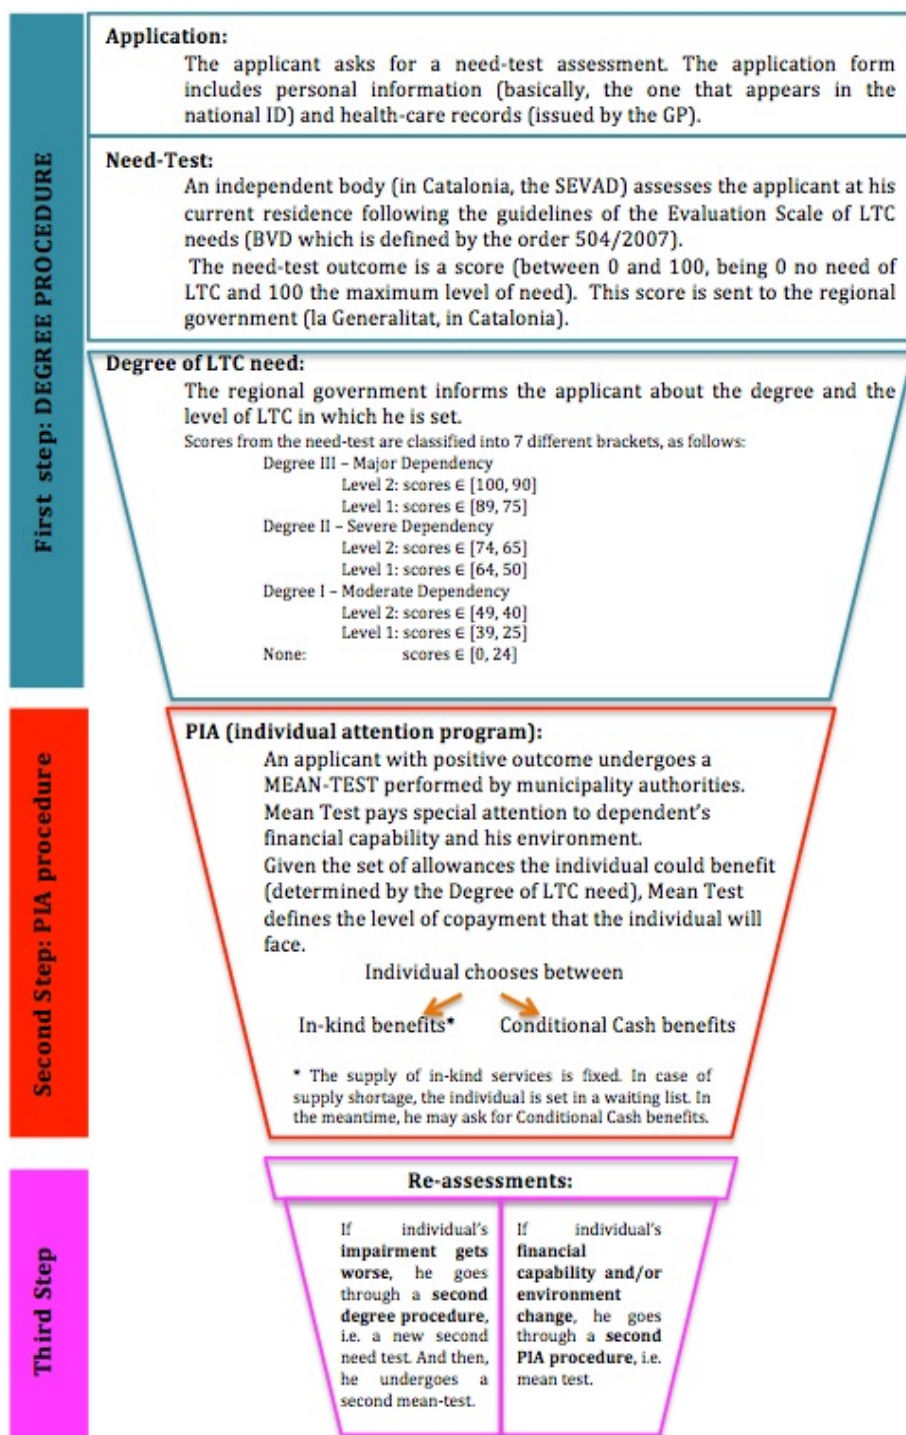 First step: DEGREE PROCEDURE
Application:
The applicant asks for a need-test assessment. The application form
includes personal information (basically, the one that appears in the
national ID) and health-care records (issued by the GP).
Need-Test:
An independent body (in Catalonia, the SEVAD) assesses the applicant at his
current residence following the guidelines of the Evaluation Scale of LTC
needs (BVD which is defined by the order 504/2007).
The need-test outcome is a score (between 0 and 100, being 0 no need of
LTC and 100 the maximum level of need). This score is sent to the regional
government (la Generalitat, in Catalonia).
Degree of LTC need:
The regional government informs the applicant about the degree and the
level of LTC in which he is set.
Scores from the need-test are classified into 7 different brackets, as follows:
Degree III – Major Dependency
Level 2: scores ∈ [100, 90]
Level 1: scores ∈ [89, 75]
Degree II – Severe Dependency
Level 2: scores ∈ [74, 65]
Level 1: scores ∈ [64, 50]
Degree I – Moderate Dependency
Level 2: scores ∈ [49, 40]
Level 1: scores ∈ [39, 25]
None: scores ∈ [0, 24]
Second Step: PIA procedure
PIA (individual attention program):
An applicant with positive outcome undergoes a
MEAN-TEST performed by municipality authorities.
Mean Test pays special attention to dependent's
financial capability and his environment.
Given the set of allowances the individual could benefit
(determined by the Degree of LTC need), Mean Test
defines the level of copayment that the individual will
face.
Individual chooses between
In-kind benefits* Conditional Cash benefits
* The supply of in-kind services is fixed. In case of
supply shortage, the individual is set in a waiting list. In
the meantime, he may ask for Conditional Cash benefits.
Third Step
Re-assessments:
If individual's
impairment gets
worse, he goes
through a second
degree procedure,
i.e. a new second
need test. And then,
he undergoes a
second mean-test.
If individual's
financial
capability and/or
environment
change, he goes
through a second
PIA procedure, i.e.
mean test.